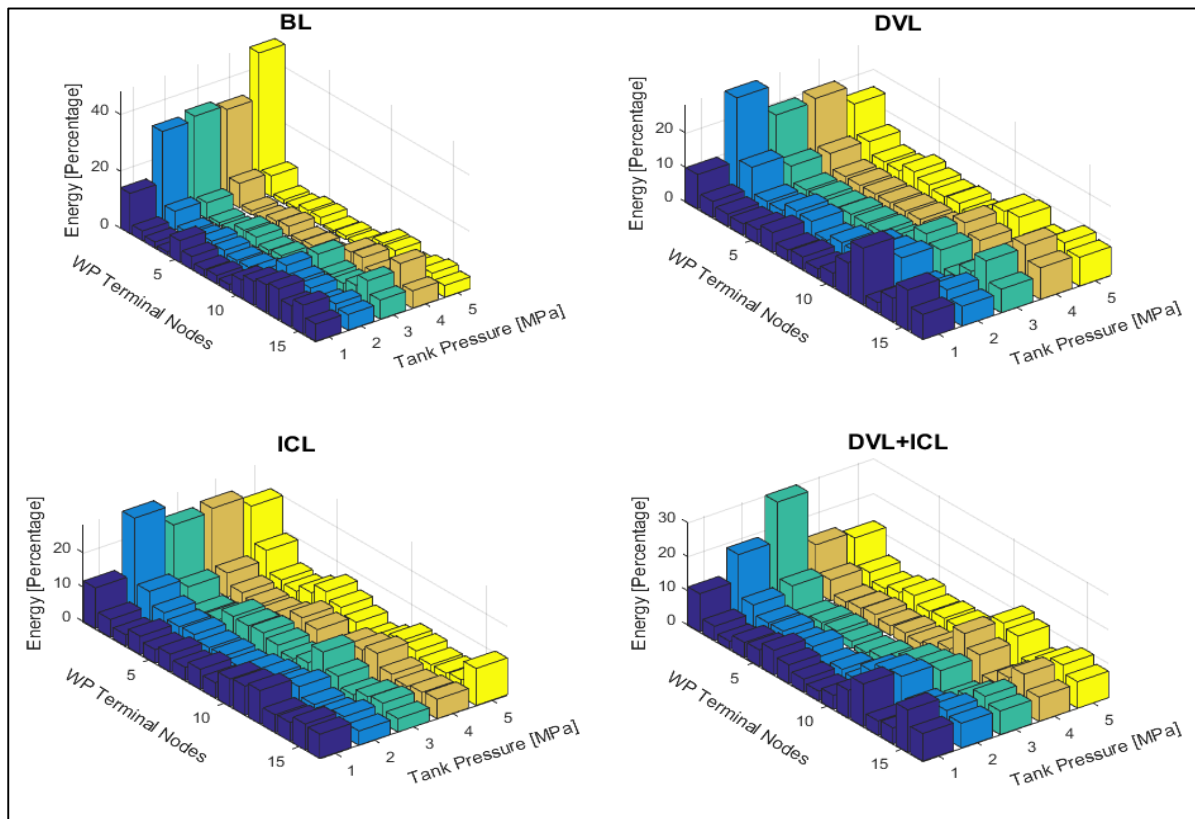 BL
Energy [Percentage]
40
20
0
WP Terminal Nodes
5
10
15
Tank Pressure [MPa]
1
2
3
4
5
DVL
Energy [Percentage]
20
10
0
WP Terminal Nodes
5
10
15
Tank Pressure [MPa]
1
2
3
4
5
ICL
Energy [Percentage]
20
10
0
WP Terminal Nodes
5
10
15
Tank Pressure [MPa]
1
2
3
4
5
DVL+ICL
Energy [Percentage]
30
20
10
0
WP Terminal Nodes
5
10
15
Tank Pressure [MPa]
1
2
3
4
5